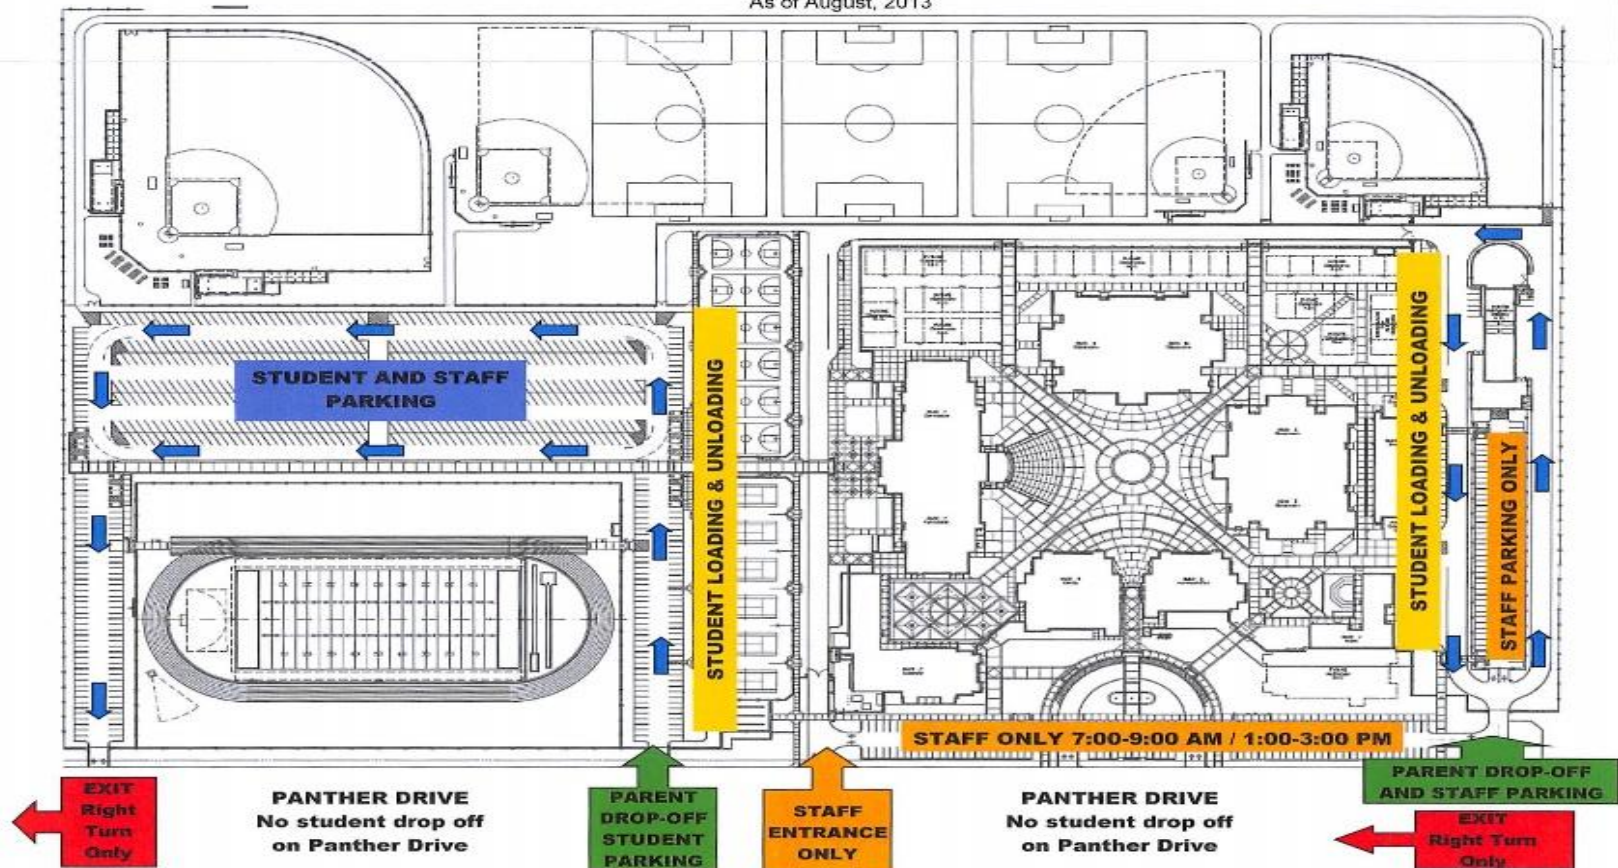 As of August, 2013
STUDENT AND STAFF
PARKING
STUDENT LOADING & UNLOADING
STUDENT LOADING & UNLOADING
STAFF PARKING ONLY
STAFF ONLY 7:00-9:00 AM / 1:00-3:00 PM
EXIT
Right
Turn
Only
PANTHER DRIVE
No student drop off
on Panther Drive
PARENT
DROP-OFF
STUDENT
PARKING
STAFF
ENTRANCE
ONLY
PANTHER DRIVE
No student drop off
on Panther Drive
PARENT DROP-OFF
AND STAFF PARKING
EXIT
Right Turn
Only